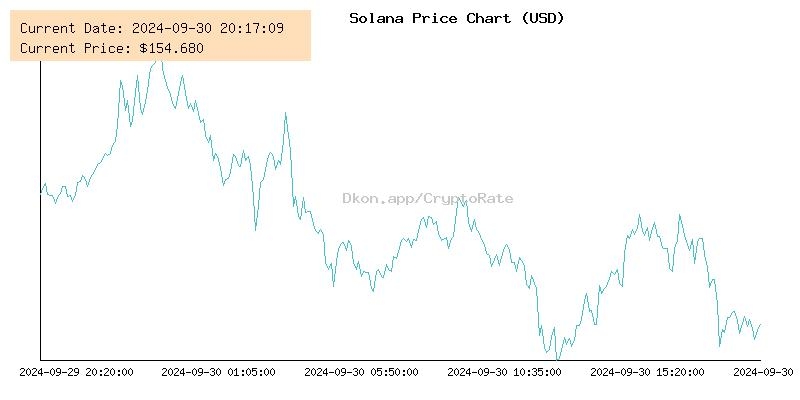 Solana Price Chart (USD)
Current Date: 2024-09-30 20:17:09
Current Price: $154.680
Dkon.app/CryptoRate
2024-09-29 20:20:00 2024-09-30 01:05:00 2024-09-30 05:50:00 2024-09-30 10:35:00 2024-09-30 15:20:00 2024-09-30